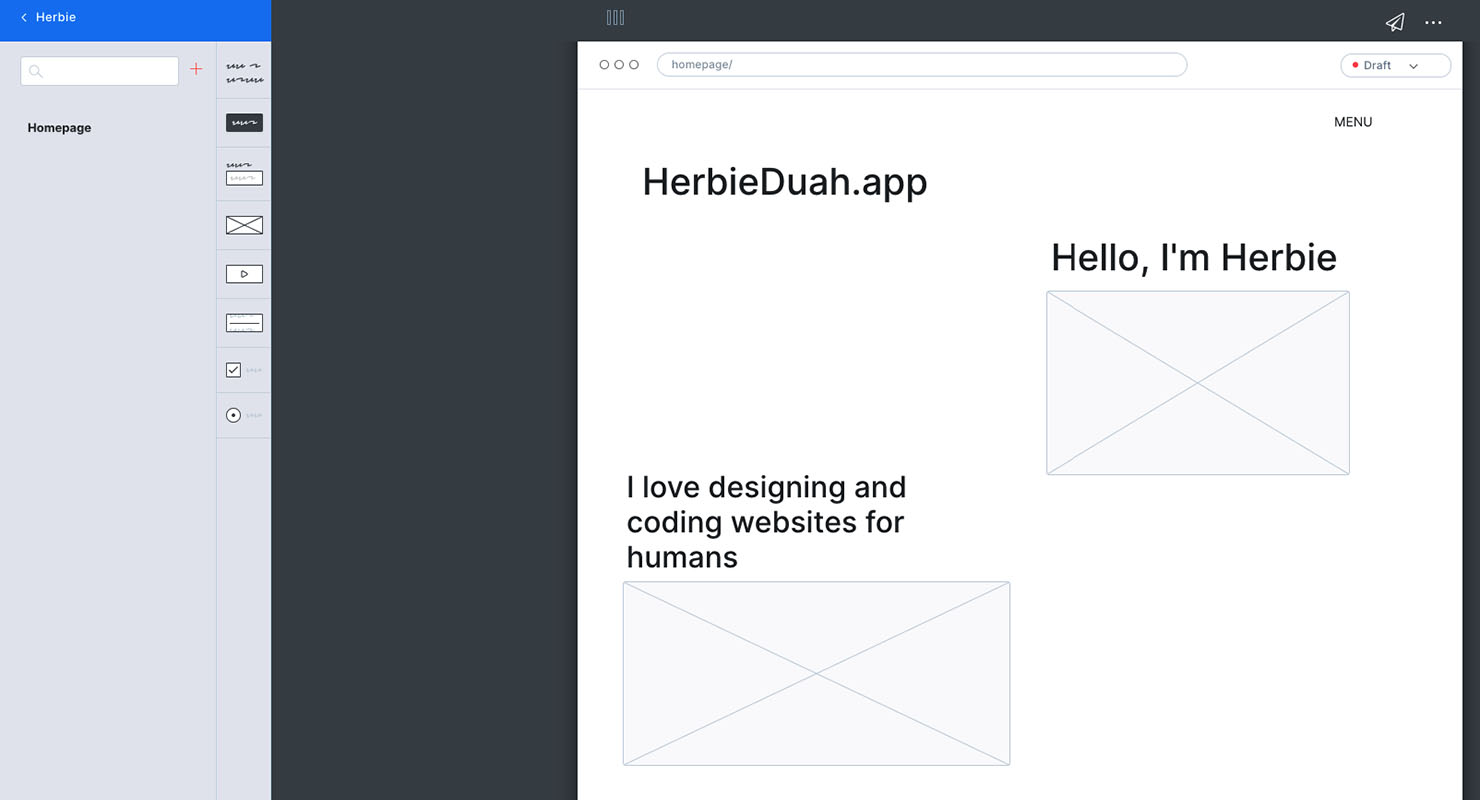 Herbie
Homepage
homepage/
Draft
MENU
HerbieDuah.app
Hello, I'm Herbie
I love designing and
coding websites for
humans